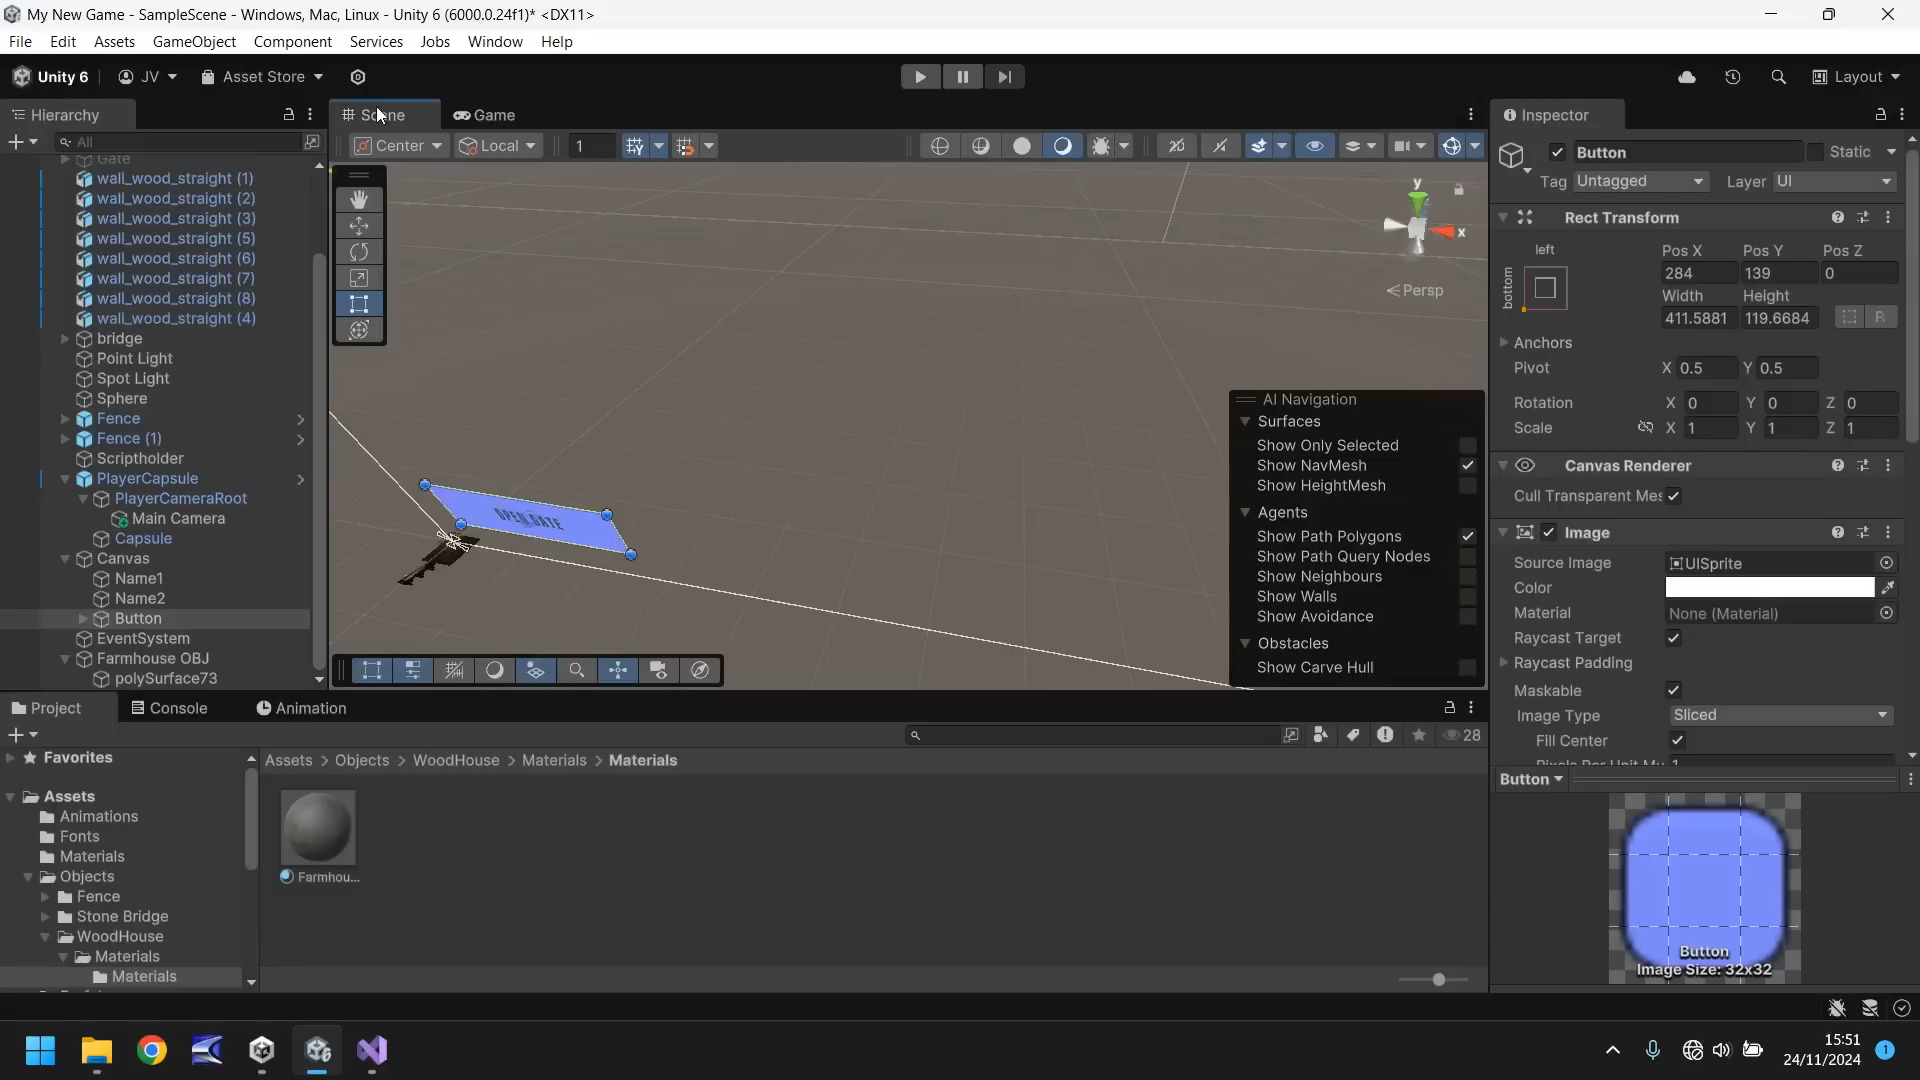 My New Game - SampleScene - Windows, Mac, Linux - Unity 6 (6000.0.24f1)* <DX11>
File Edit Assets GameObject Component Services Jobs Window Help
Unity 6 JV Asset Store Layout
Hierarchy
All
Gate
wall_wood_straight (1)
wall_wood_straight (2)
wall_wood_straight (3)
wall_wood_straight (5)
wall_wood_straight (6)
wall_wood_straight (7)
wall_wood_straight (8)
wall_wood_straight (4)
bridge
Point Light
Spot Light
Sphere
Fence
Fence (1)
Scriptholder
PlayerCapsule
PlayerCameraRoot
Main Camera
Capsule
Canvas
Name1
Name2
Button
EventSystem
Farmhouse OBJ
polySurface73
Scene Game
Center Local 1
y
x
Persp
OPEN GATE
AI Navigation
Surfaces
Show Only Selected
Show NavMesh
Show HeightMesh
Agents
Show Path Polygons
Show Path Query Nodes
Show Neighbours
Show Walls
Show Avoidance
Obstacles
Show Carve Hull
Inspector
Button Static
Tag Untagged Layer UI
Rect Transform
left
bottom
Pos X Pos Y Pos Z
284 139 0
Width Height
411.5881 119.6684 R
Anchors
Pivot X 0.5 Y 0.5
Rotation X 0 Y 0 Z 0
Scale X 1 Y 1 Z 1
Canvas Renderer
Cull Transparent Mes
Image
Source Image UISprite
Color
Material None (Material)
Raycast Target
Raycast Padding
Maskable
Image Type Sliced
Fill Center
Pixels Per Unit Mu 1
Button
Button
Image Size: 32x32
Project Console Animation
28
Favorites
Assets
Animations
Fonts
Materials
Objects
Fence
Stone Bridge
WoodHouse
Materials
Materials
Assets > Objects > WoodHouse > Materials > Materials
Farmhou...
15:51
24/11/2024
1